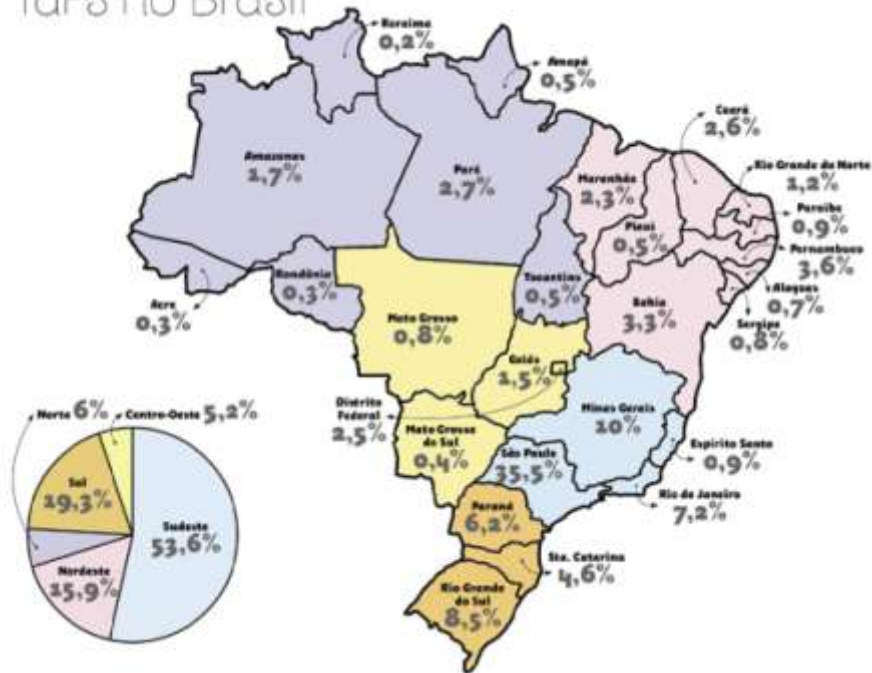 no Brasil
Roraima
0,2%
Amapá
0,5%
Ceará
2,6%
Amazonas
1,7%
Pará
2,7%
Maranhão
2,3%
Rio Grande do Norte
1,2%
Paraíba
0,9%
Piauí
0,5%
Pernambuco
3,6%
Alagoas
0,7%
Sergipe
0,8%
Acre
0,3%
Rondônia
0,3%
Tocantins
0,5%
Bahia
3,3%
Mato Grosso
0,8%
Goiás
1,5%
Distrito
Federal
2,5%
Mato Grosso
do Sul
0,4%
Minas Gerais
10%
Espírito Santo
0,9%
São Paulo
35,5%
Rio de Janeiro
7,2%
Paraná
6,2%
Sta. Catarina
4,6%
Rio Grande
do Sul
8,5%
Norte 6%
Centro-Oeste 5,2%
Sul
19,3%
Sudeste
53,6%
Nordeste
15,9%